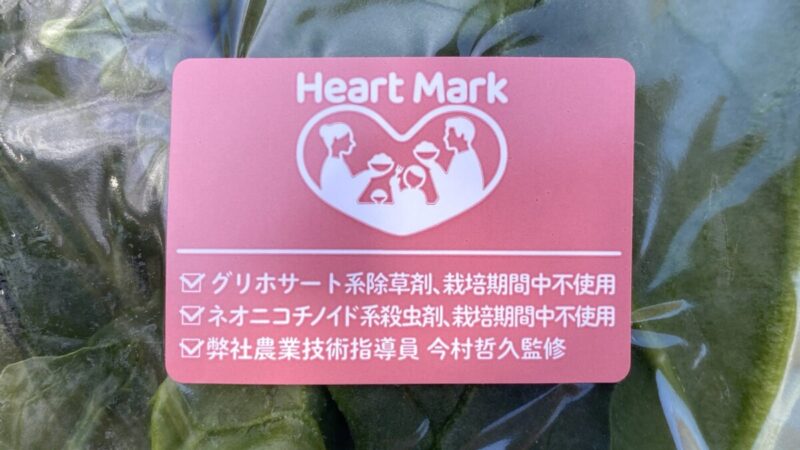 Heart Mark
グリホサート系除草剤、栽培期間中不使用
ネオニコチノイド系殺虫剤、栽培期間中不使用
弊社農業技術指導員 今村哲久監修